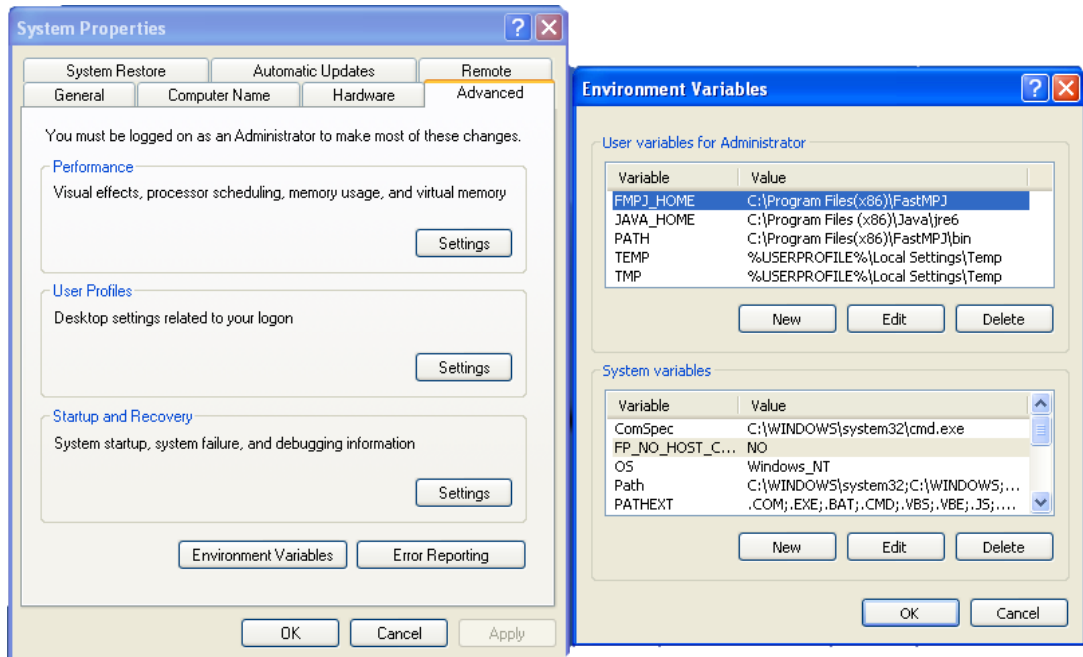 System Properties
System Restore Automatic Updates Remote
General Computer Name Hardware Advanced
You must be logged on as an Administrator to make most of these changes.
Performance
Visual effects, processor scheduling, memory usage, and virtual memory
Settings
User Profiles
Desktop settings related to your logon
Settings
Startup and Recovery
System startup, system failure, and debugging information
Settings
Environment Variables Error Reporting
OK Cancel Apply
Environment Variables
User variables for Administrator
Variable Value
FMPJ_HOME C:\Program Files(x86)\FastMPJ
JAVA_HOME C:\Program Files (x86)\Java\jre6
PATH C:\Program Files(x86)\FastMPJ\bin
TEMP %USERPROFILE%\Local Settings\Temp
TMP %USERPROFILE%\Local Settings\Temp
New Edit Delete
System variables
Variable Value
ComSpec C:\WINDOWS\system32\cmd.exe
FP_NO_HOST_C... NO
OS Windows_NT
Path C:\WINDOWS\system32;C:\WINDOWS;...
PATHEXT .COM;.EXE;.BAT;.CMD;.VBS;.VBE;.JS;....
New Edit Delete
OK Cancel